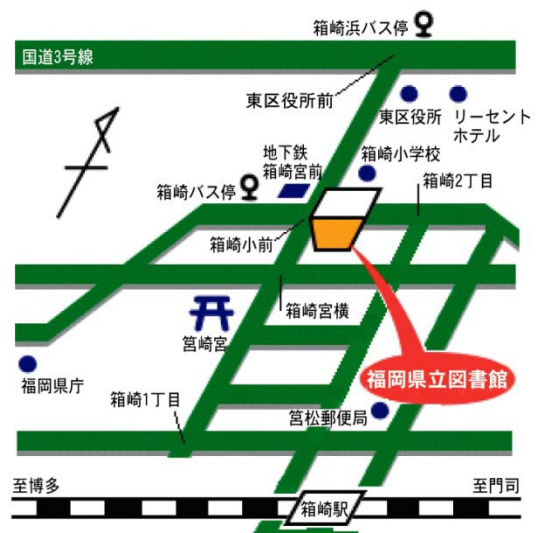 箱崎浜バス停
国道3号線
東区役所前
東区役所
リーセント
ホテル
地下鉄
箱崎宮前
箱崎小学校
箱崎バス停
箱崎2丁目
箱崎小前
箱崎宮横
筥崎宮
福岡県庁
福岡県立図書館
箱崎1丁目
宮松郵便局
至博多
至門司
箱崎駅